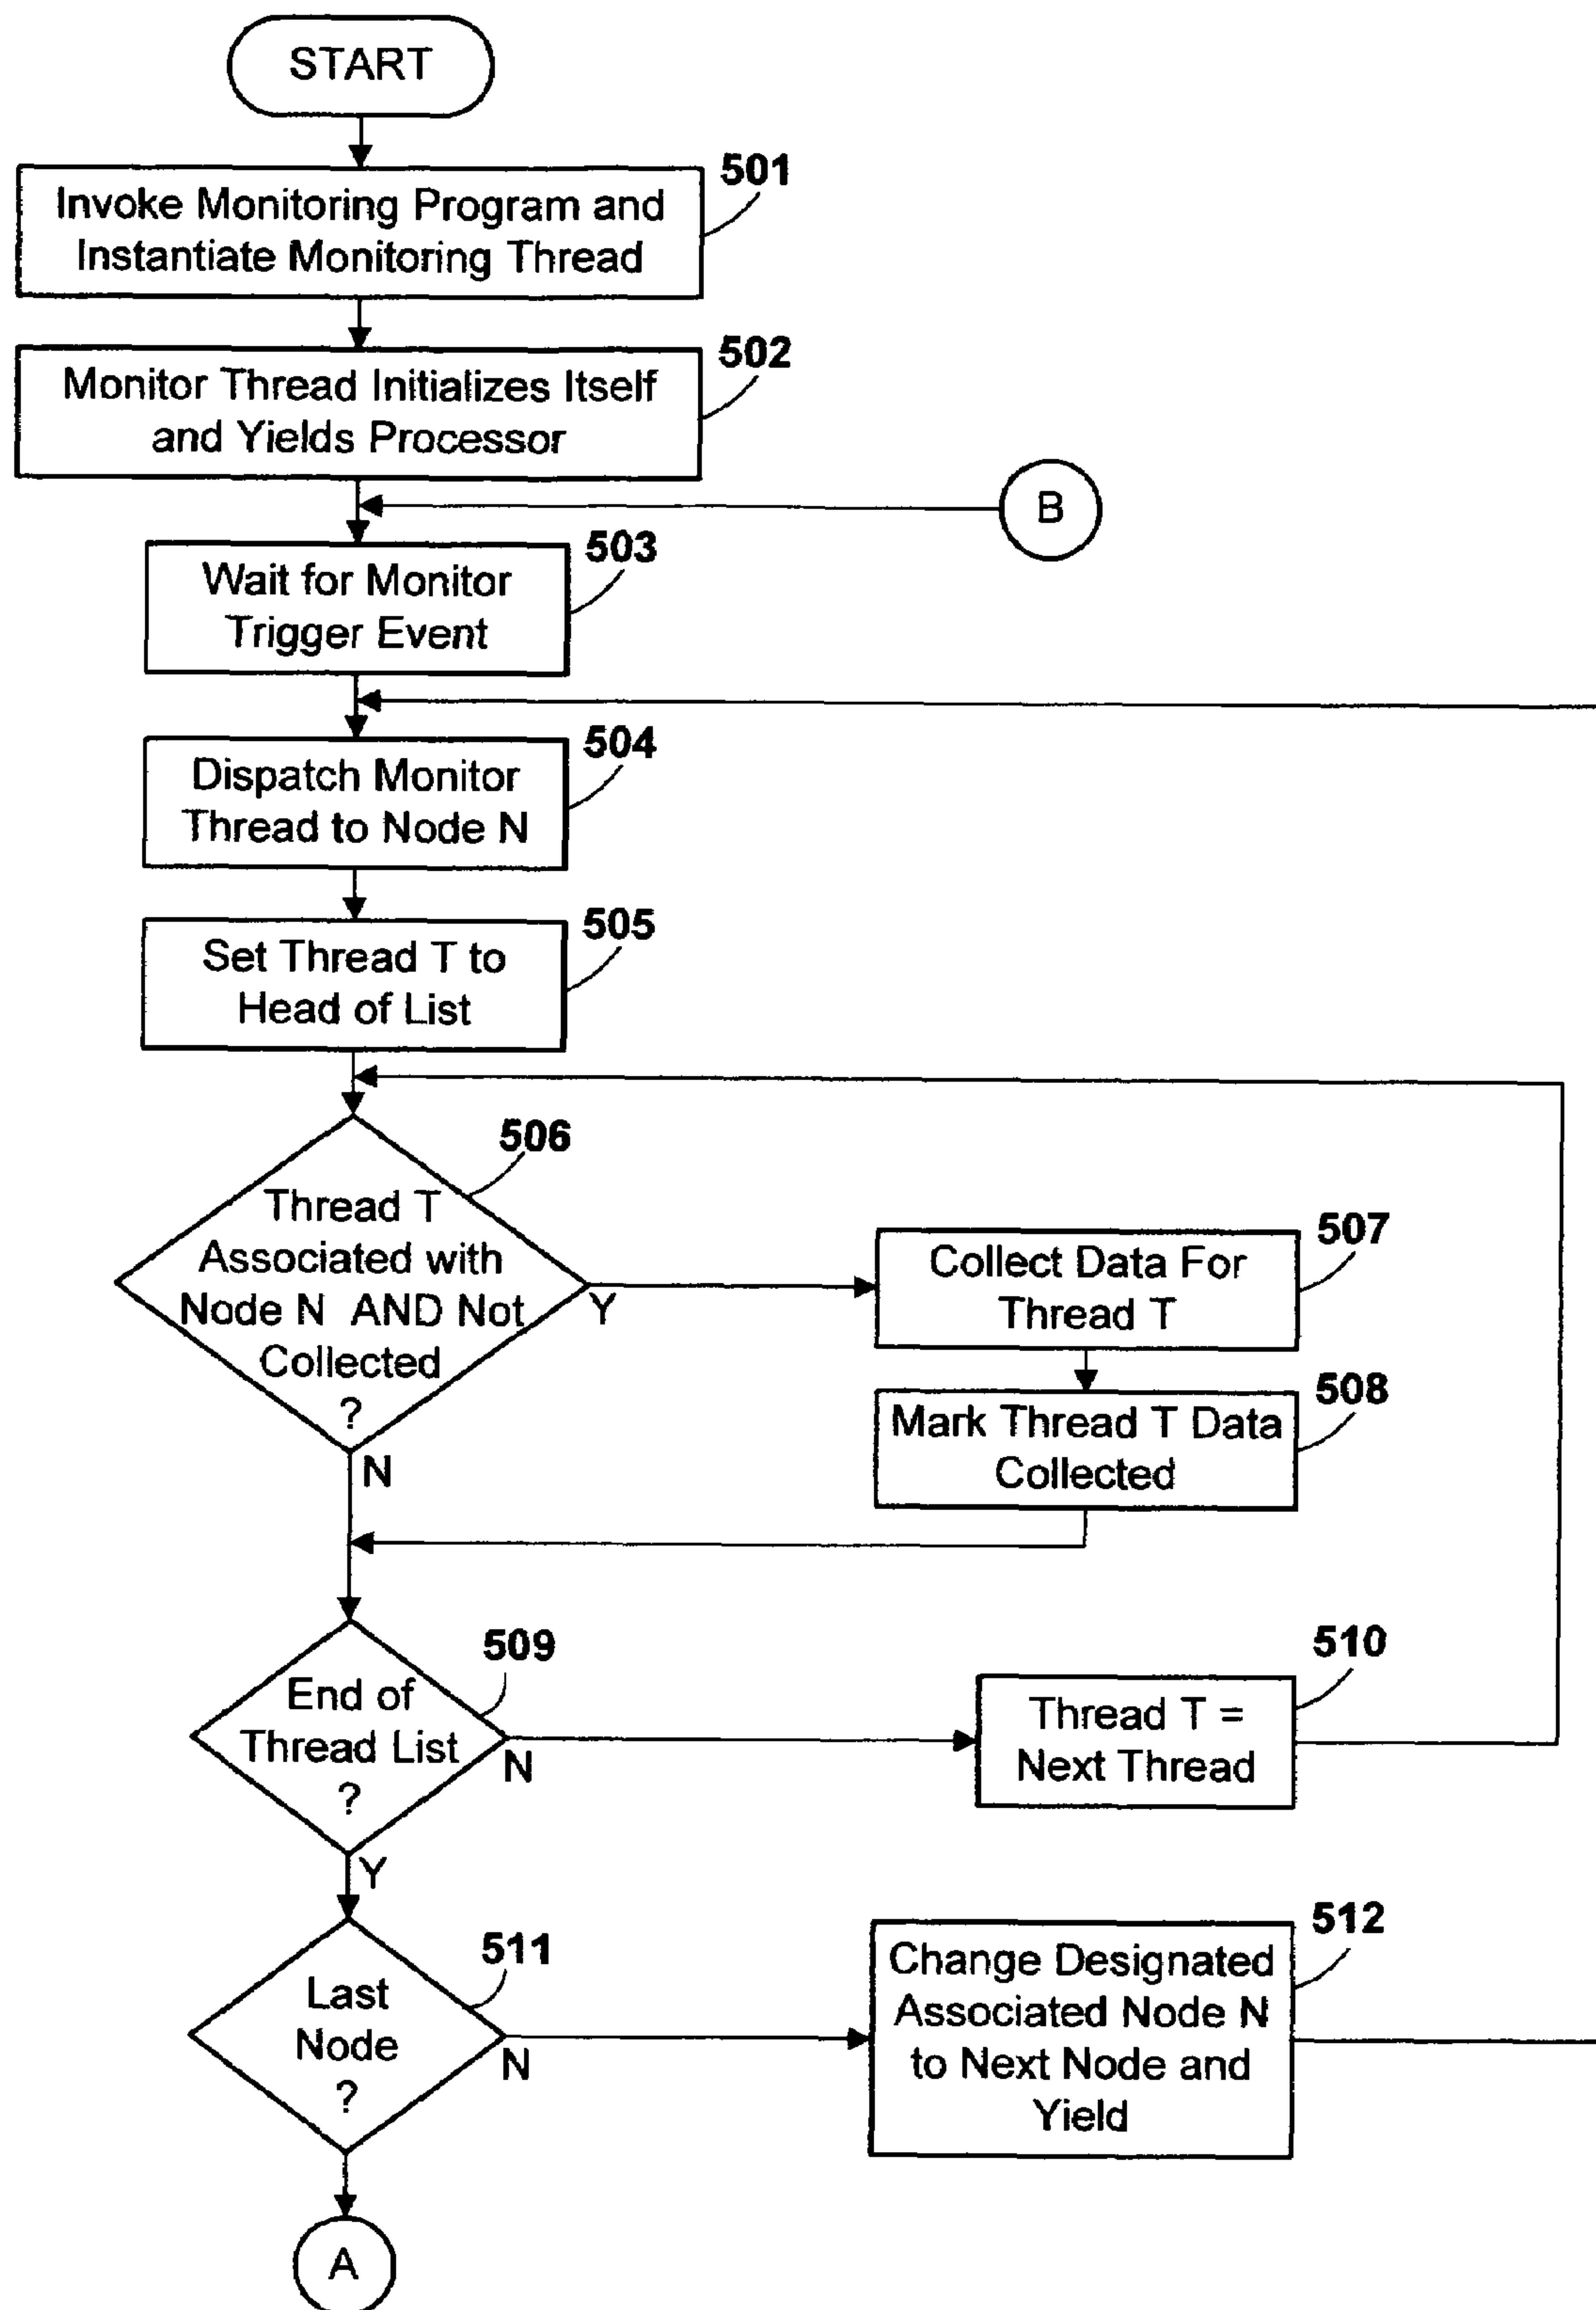 START
501
Invoke Monitoring Program and
Instantiate Monitoring Thread
502
Monitor Thread Initializes Itself
and Yields Processor
B
503
Wait for Monitor
Trigger Event
504
Dispatch Monitor
Thread to Node N
505
Set Thread T to
Head of List
506
Thread T
Associated with
Node N AND Not
Collected
?
Y
N
507
Collect Data For
Thread T
508
Mark Thread T Data
Collected
509
End of
Thread List
?
N
Y
510
Thread T =
Next Thread
511
Last
Node
?
N
512
Change Designated
Associated Node N
to Next Node and
Yield
A